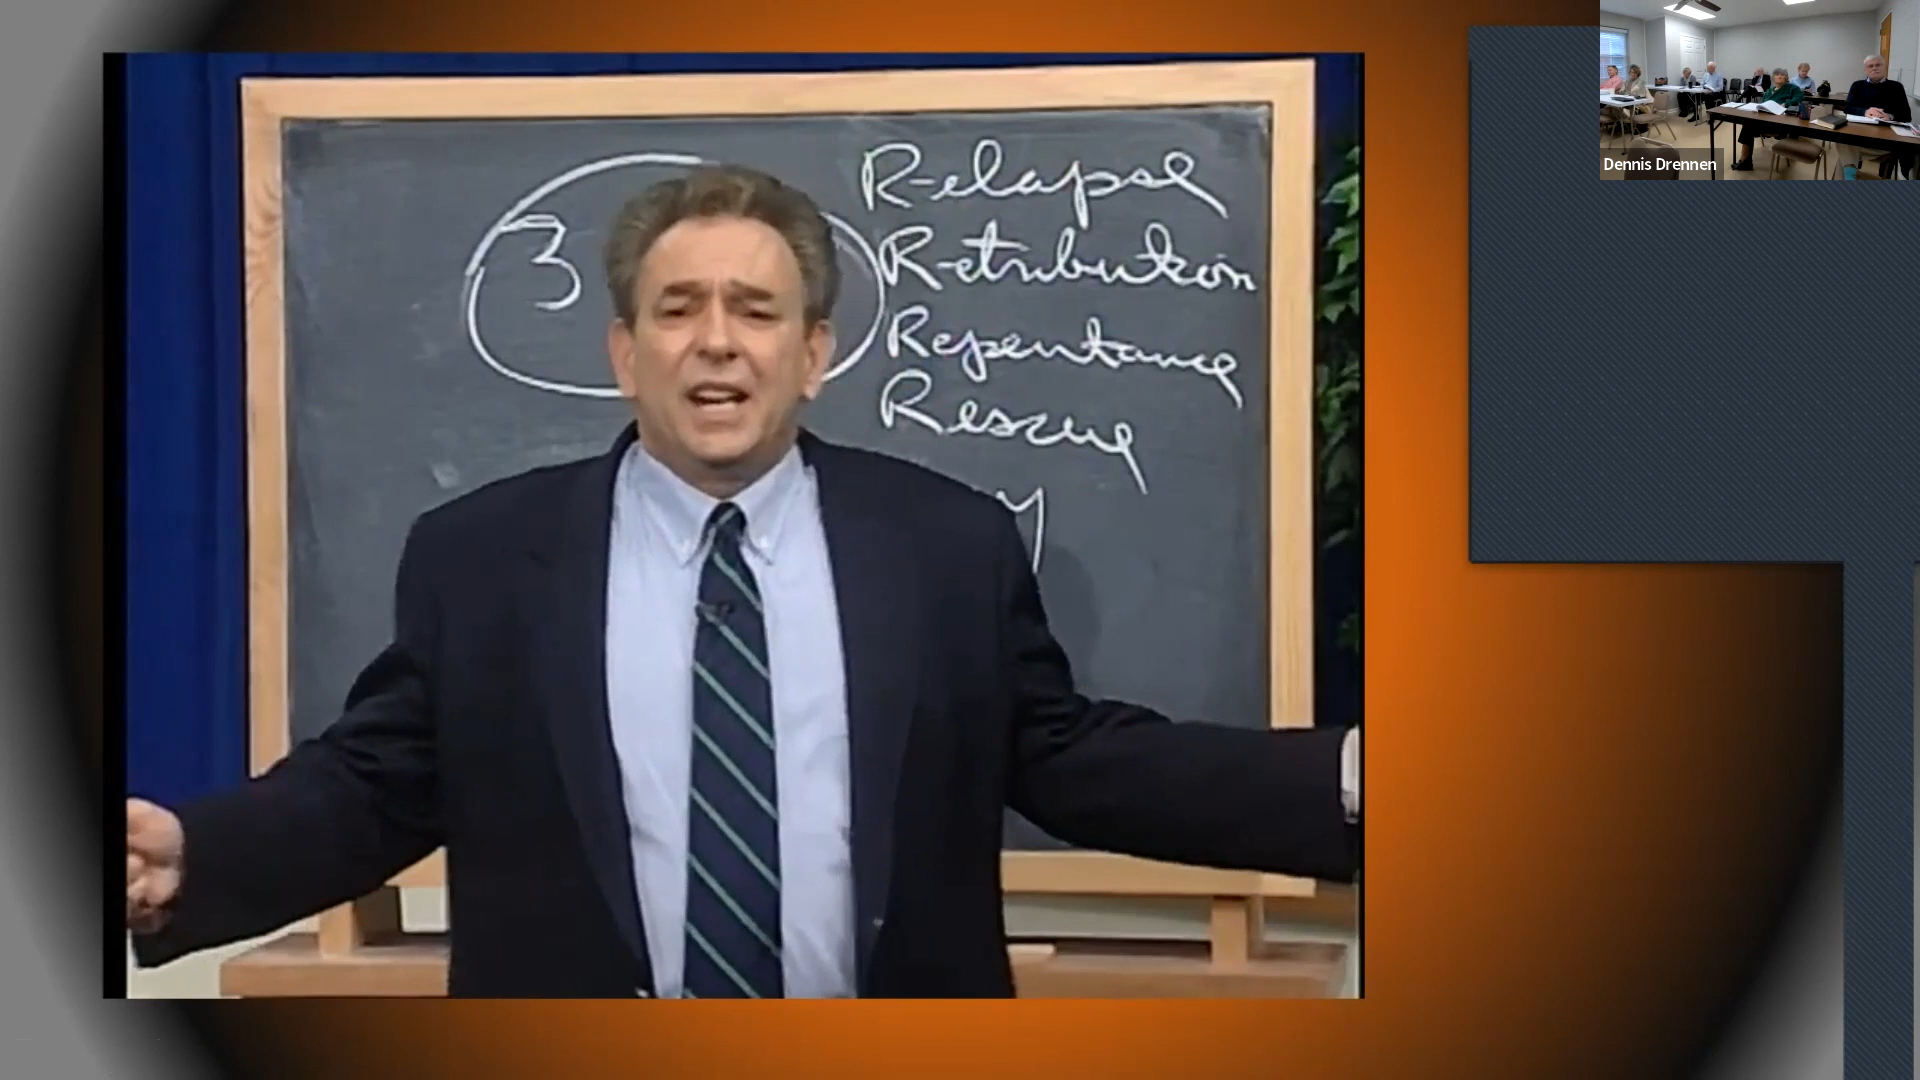 3
R-elapse
R-etribution
Repentance
Rescue
y
Dennis Drennen